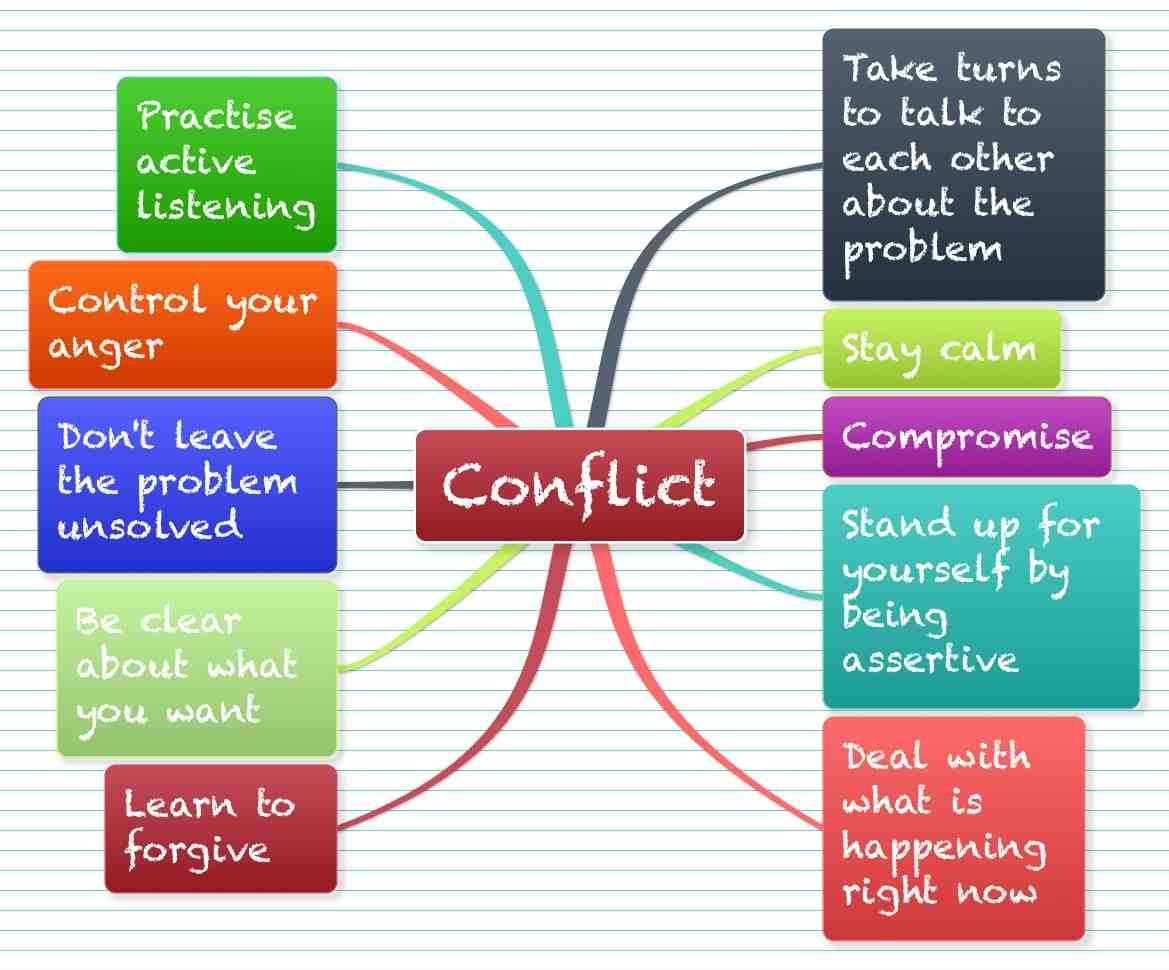 Practise
active
listening
Control your
anger
Don't leave
the problem
unsolved
Be clear
about what
you want
Learn to
forgive
Conflict
Take turns
to talk to
each other
about the
problem
Stay calm
Compromise
Stand up for
yourself by
being
assertive
Deal with
what is
happening
right now